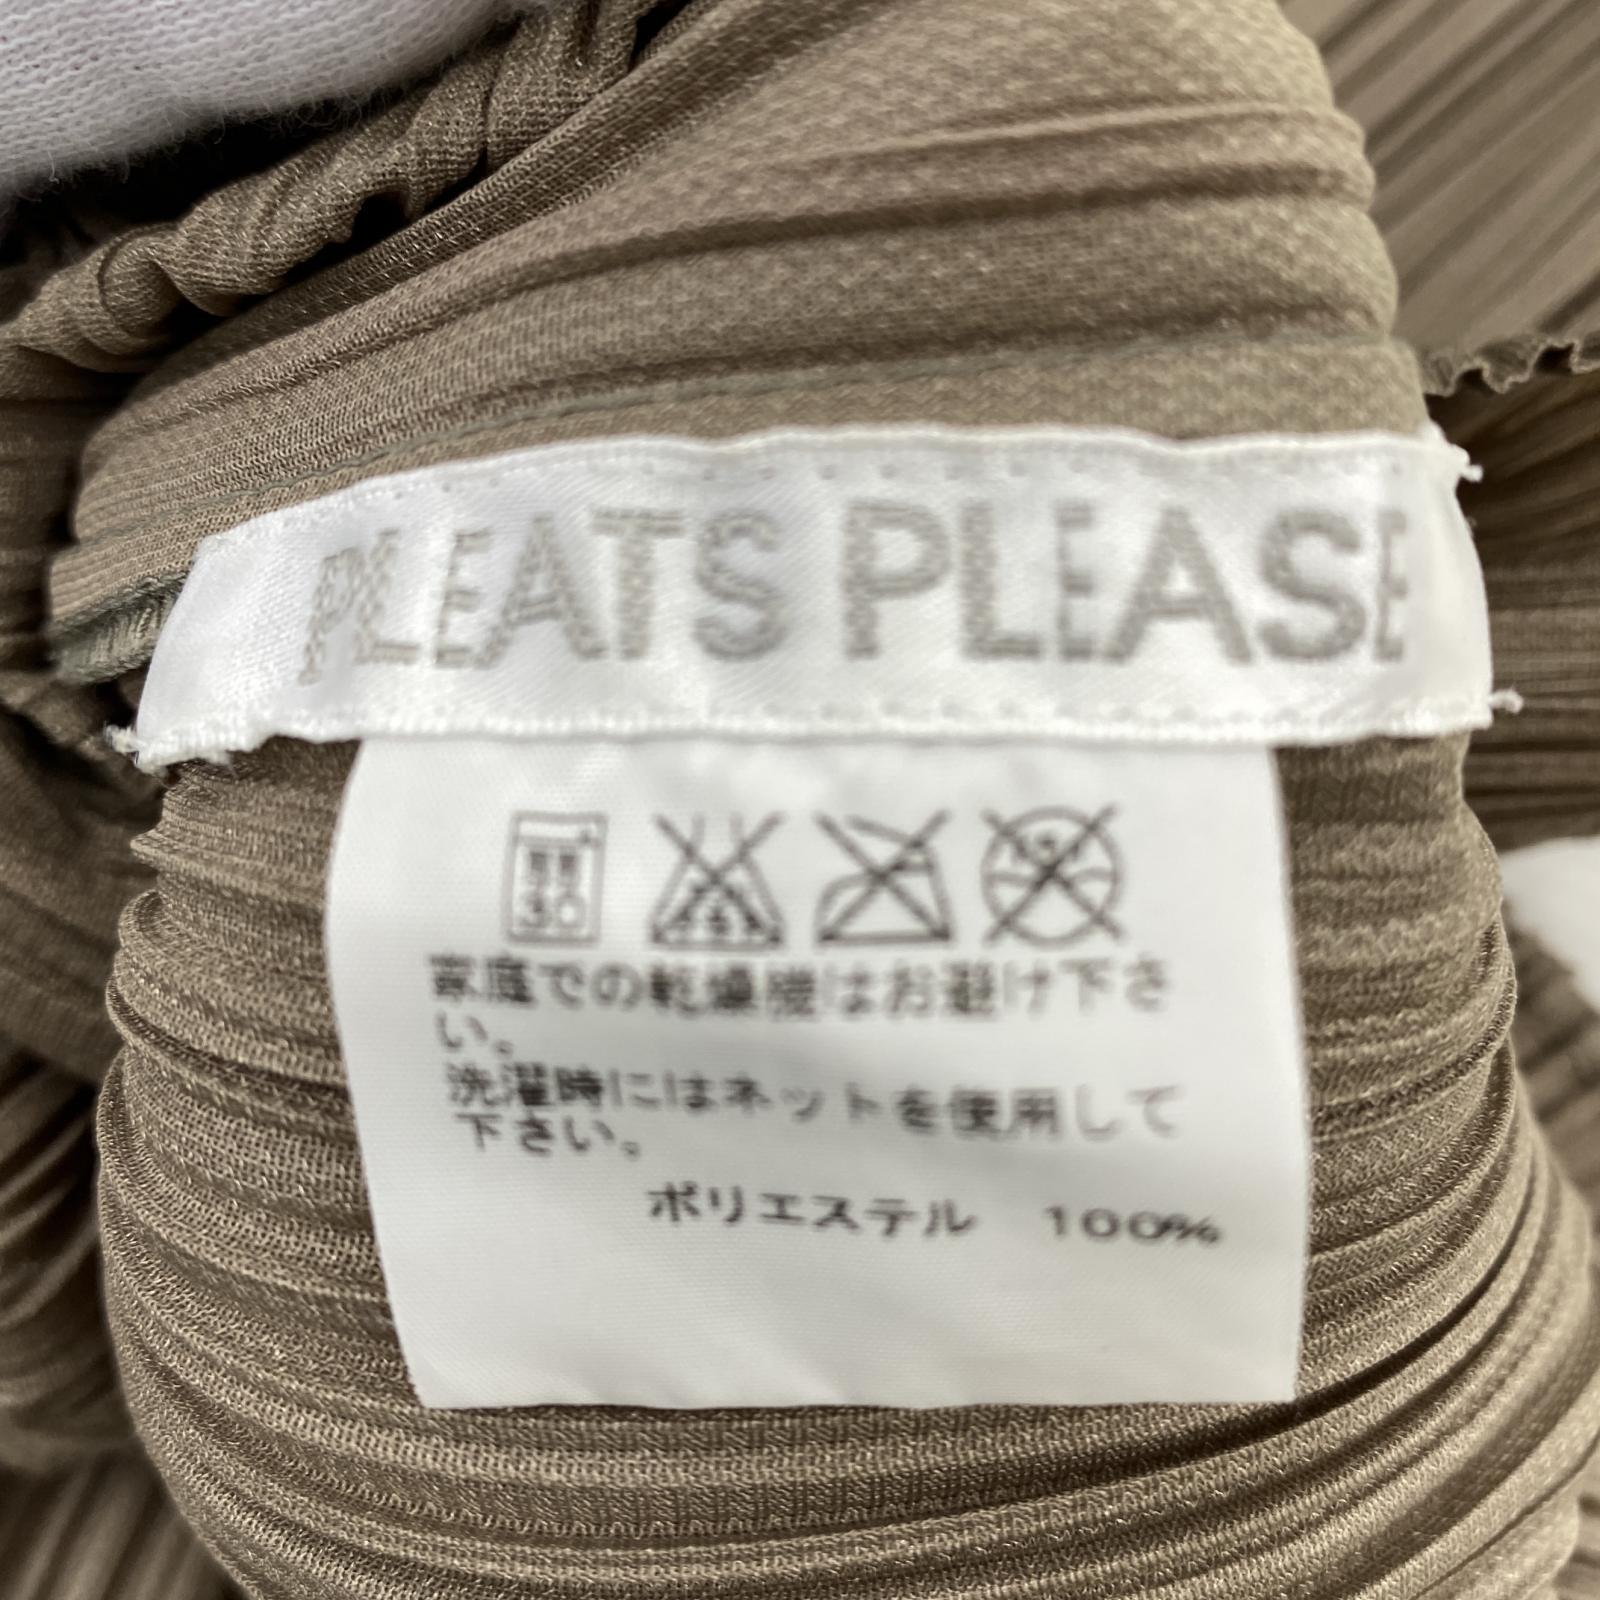 PLEATS PLEASE
30
家庭での乾燥機はお避け下さ
い。
洗濯時にはネットを使用して
下さい。
ポリエステル 100%